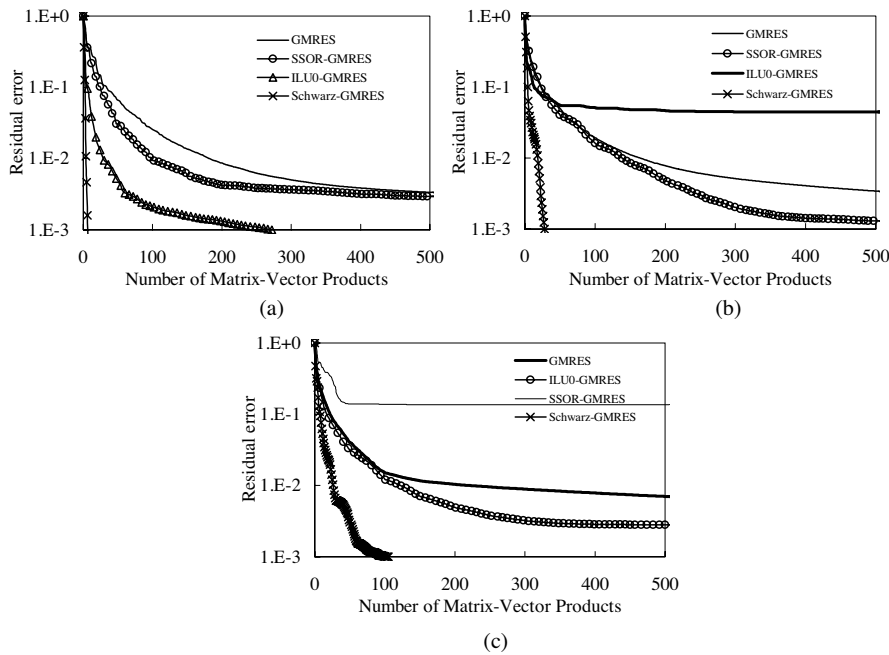 1.E+0
1.E-1
1.E-2
1.E-3
Residual error
GMRES
SSOR-GMRES
ILU0-GMRES
Schwarz-GMRES
0 100 200 300 400 500
Number of Matrix-Vector Products
(a)
1.E+0
1.E-1
1.E-2
1.E-3
Residual error
GMRES
SSOR-GMRES
ILU0-GMRES
Schwarz-GMRES
0 100 200 300 400 500
Number of Matrix-Vector Products
(b)
1.E+0
1.E-1
1.E-2
1.E-3
Residual error
GMRES
ILU0-GMRES
SSOR-GMRES
Schwarz-GMRES
0 100 200 300 400 500
Number of Matrix-Vector Products
(c)